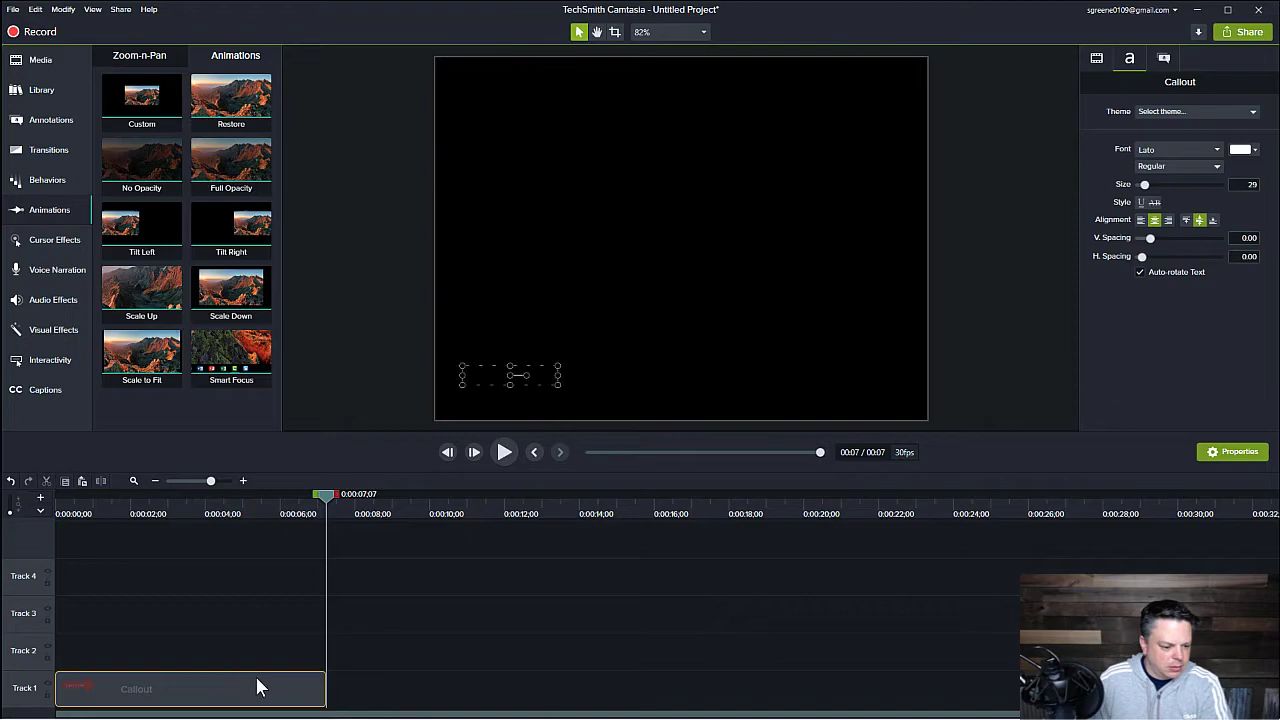 File Edit Modify View Share Help
TechSmith Camtasia - Untitled Project*
sgreene0109@gmail.com
Record
82%
Share
Media
Library
Annotations
Transitions
Behaviors
Animations
Cursor Effects
Voice Narration
Audio Effects
Visual Effects
Interactivity
CC Captions
Zoom-n-Pan Animations
Custom Restore
No Opacity Full Opacity
Tilt Left Tilt Right
Scale Up Scale Down
Scale to Fit Smart Focus
a
Callout
Theme Select theme...
Font Lato
Regular
Size 29
Style U AB
Alignment
V. Spacing 0.00
H. Spacing 0.00
Auto-rotate Text
00:07 / 00:07 30fps
Properties
0:00:07;07
0:00:00;00 0:00:02;00 0:00:04;00 0:00:06;00 0:00:08;00 0:00:10;00 0:00:12;00 0:00:14;00 0:00:16;00 0:00:18;00 0:00:20;00 0:00:22;00 0:00:24;00 0:00:26;00 0:00:28;00 0:00:30;00 0:00:32
Track 4
Track 3
Track 2
Track 1
Callout